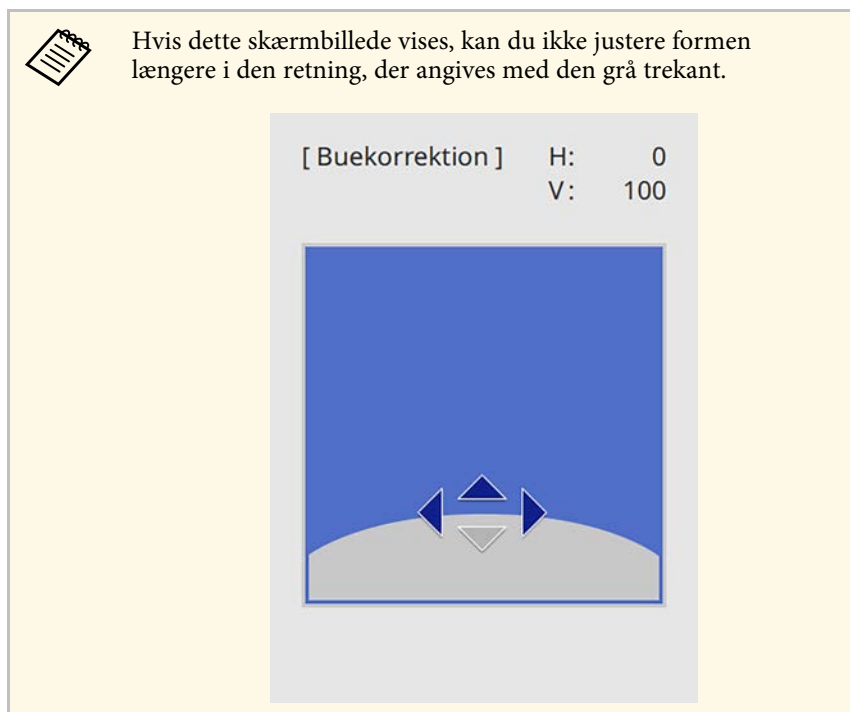 Hvis dette skærmbillede vises, kan du ikke justere formen
længere i den retning, der angives med den grå trekant.
[ Buekorrektion ] H: 0
V: 100